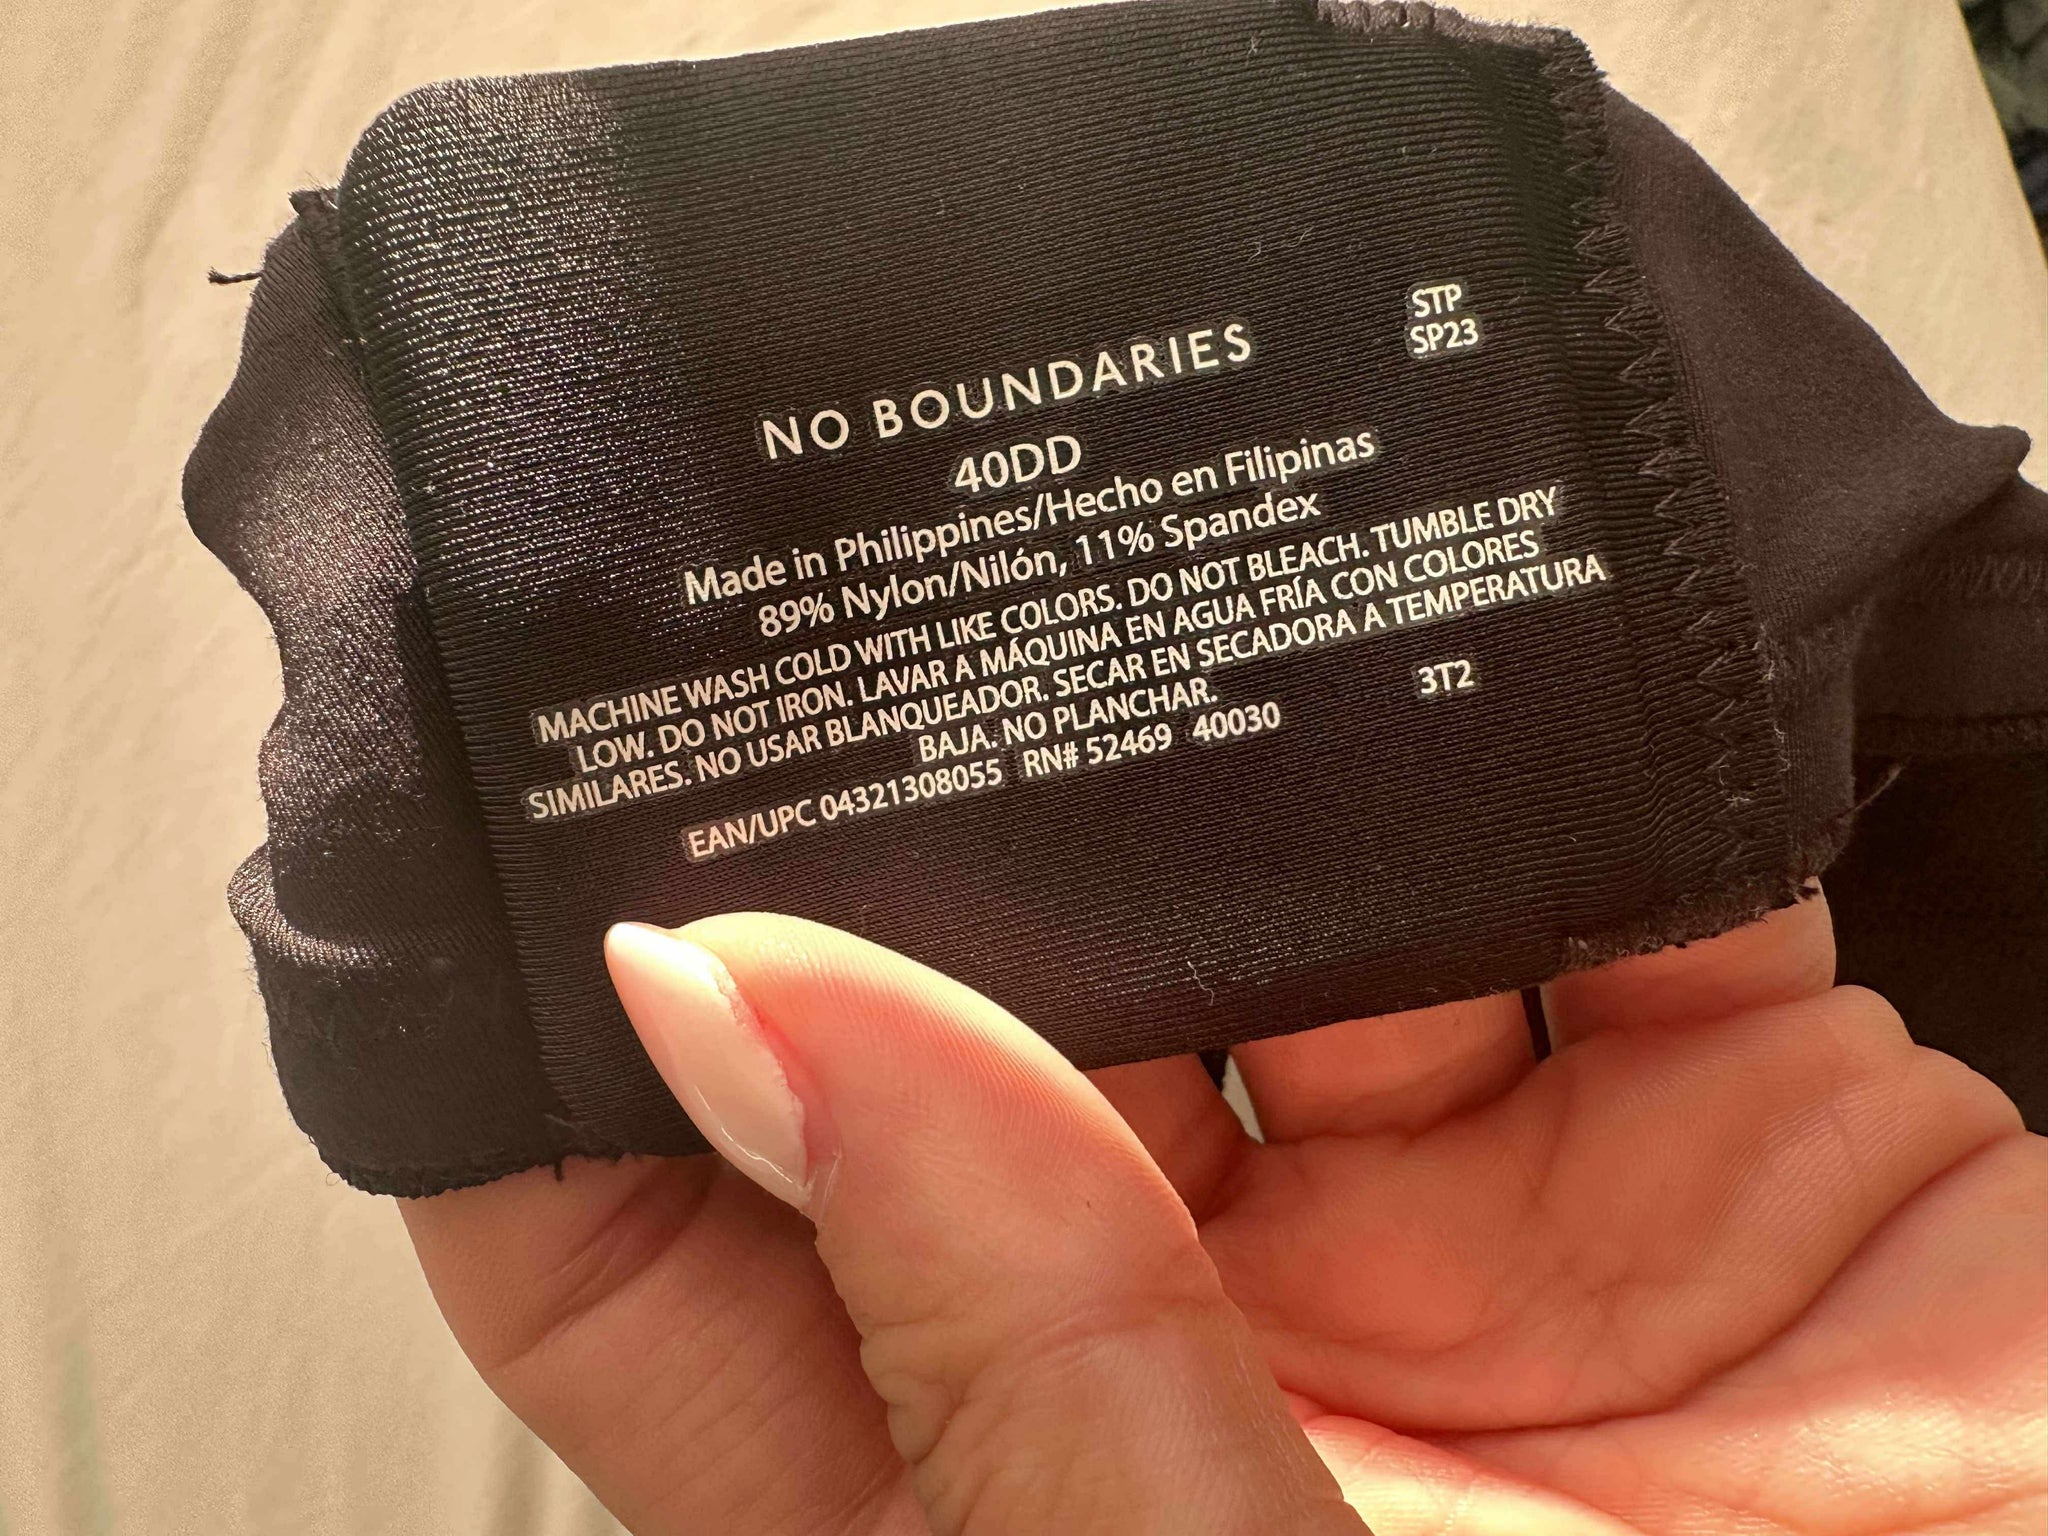 STP
SP23
NO BOUNDARIES
40DD
Made in Philippines/Hecho en Filipinas
89% Nylon/Nilón, 11% Spandex
MACHINE WASH COLD WITH LIKE COLORS. DO NOT BLEACH. TUMBLE DRY
LOW. DO NOT IRON. LAVAR A MÁQUINA EN AGUA FRÍA CON COLORES
SIMILARES. NO USAR BLANQUEADOR. SECAR EN SECADORA A TEMPERATURA
BAJA. NO PLANCHAR.
3T2
EAN/UPC 04321308055 RN# 52469 40030